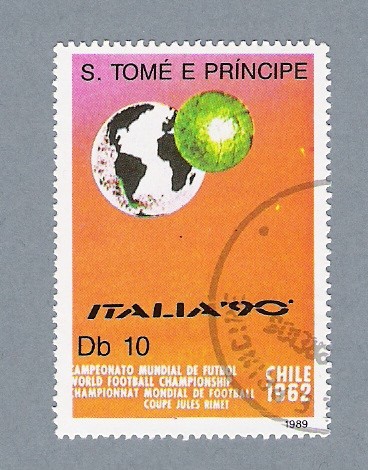 S. TOMÉ E PRÍNCIPE
ITALIA '90
Db 10
CAMPEONATO MUNDIAL DE FUTBOL
WORLD FOOTBALL CHAMPIONSHIP
CHAMPIONNAT MONDIAL DE FOOTBALL
COUPE JULES RIMET
CHILE
1962
1989